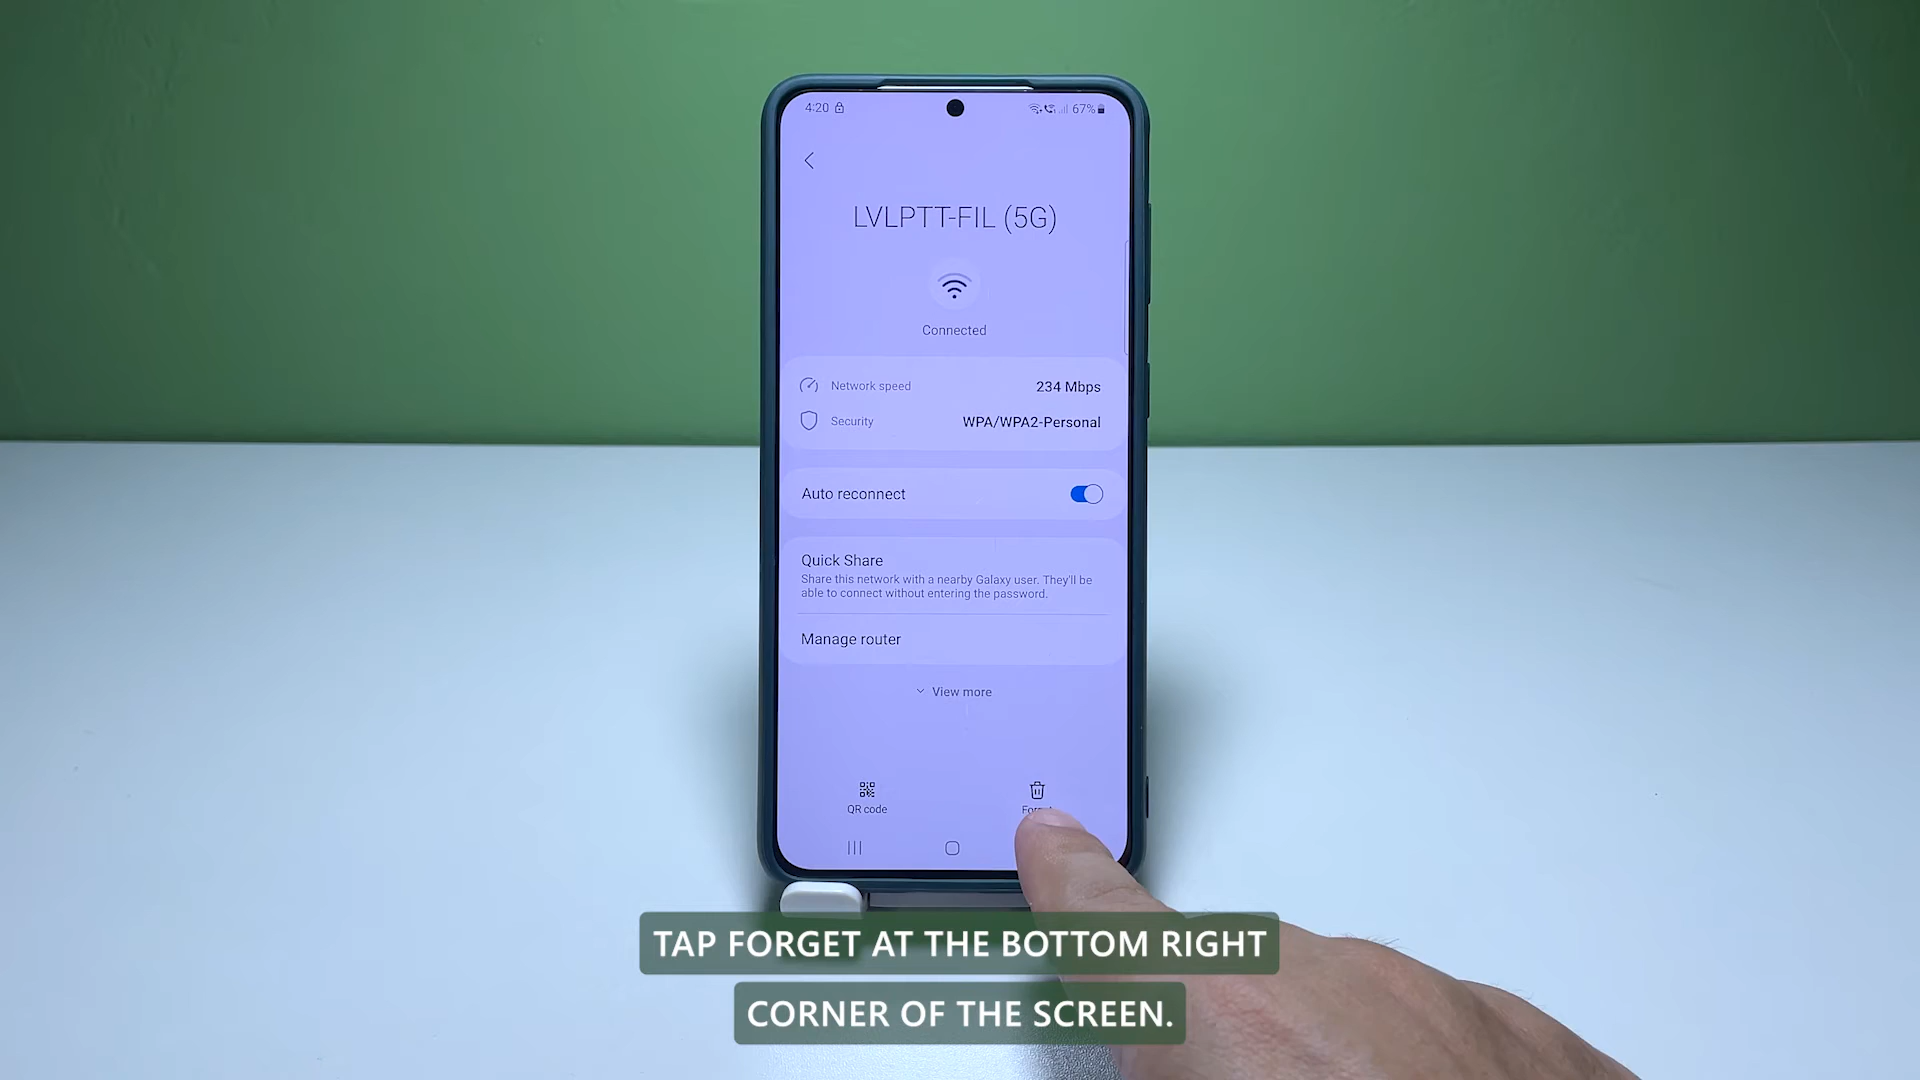 4:20
67%
LVLPTT-FIL (5G)
Connected
Network speed 234 Mbps
Security WPA/WPA2-Personal
Auto reconnect
Quick Share
Share this network with a nearby Galaxy user. They'll be
able to connect without entering the password.
Manage router
View more
QR code
TAP FORGET AT THE BOTTOM RIGHT
CORNER OF THE SCREEN.